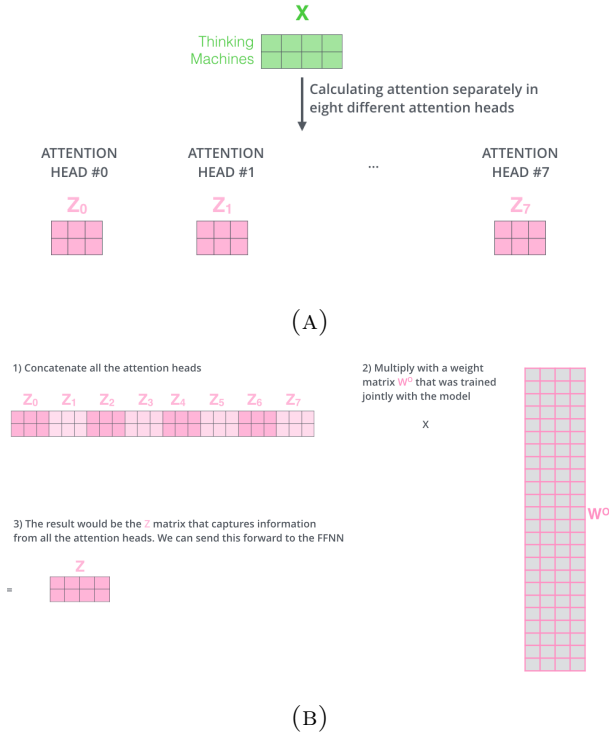 X
Thinking
Machines
Calculating attention separately in
eight different attention heads
ATTENTION
HEAD #0
ATTENTION
HEAD #1
...
ATTENTION
HEAD #7
Z0
Z1
Z7
(A)
1) Concatenate all the attention heads
Z0 Z1 Z2 Z3 Z4 Z5 Z6 Z7
2) Multiply with a weight
matrix W^O that was trained
jointly with the model
X
W^O
3) The result would be the Z matrix that captures information
from all the attention heads. We can send this forward to the FFNN
Z
=
(B)